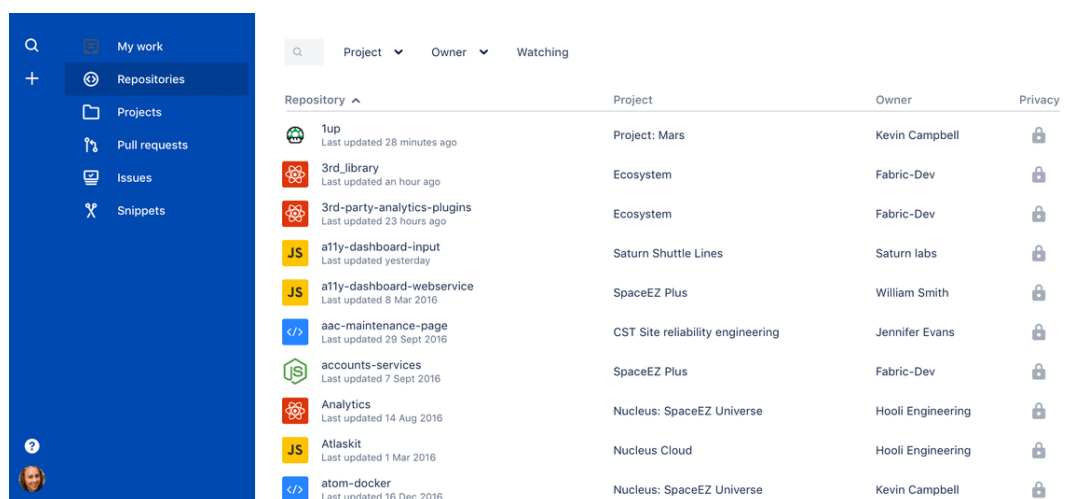 My work
Repositories
Projects
Pull requests
Issues
Snippets
Project Owner Watching
Repository Project Owner Privacy
1up Project: Mars Kevin Campbell
Last updated 28 minutes ago
3rd_library Ecosystem Fabric-Dev
Last updated an hour ago
3rd-party-analytics-plugins Ecosystem Fabric-Dev
Last updated 23 hours ago
JS a11y-dashboard-input Saturn Shuttle Lines Saturn labs
Last updated yesterday
JS a11y-dashboard-webservice SpaceEZ Plus William Smith
Last updated 8 Mar 2016
</> aac-maintenance-page CST Site reliability engineering Jennifer Evans
Last updated 29 Sept 2016
JS accounts-services SpaceEZ Plus Fabric-Dev
Last updated 7 Sept 2016
Analytics Nucleus: SpaceEZ Universe Hooli Engineering
Last updated 14 Aug 2016
JS Atlaskit Nucleus Cloud Hooli Engineering
Last updated 1 Mar 2016
</> atom-docker Nucleus: SpaceEZ Universe Kevin Campbell
Last updated 16 Dec 2016